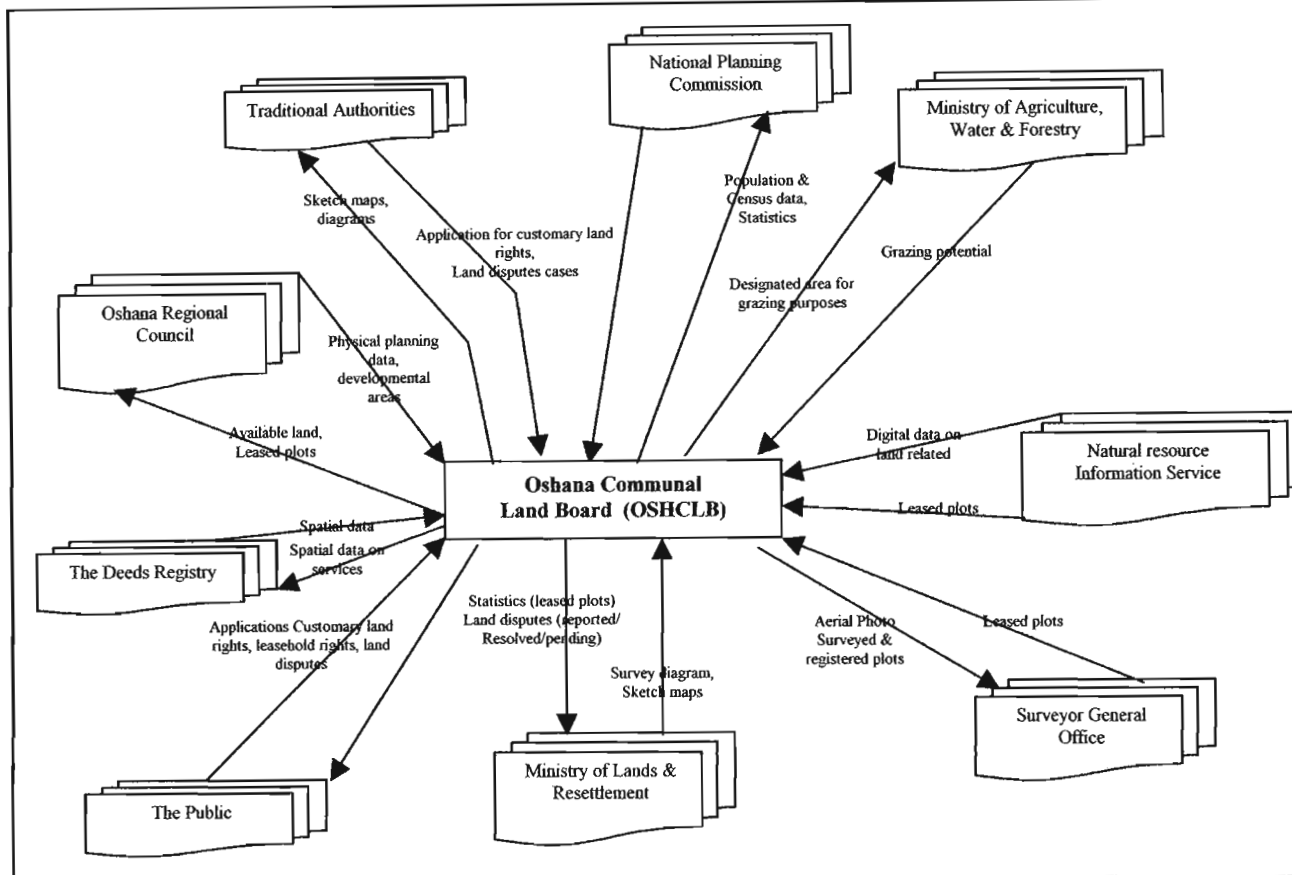 National Planning
Commission
Traditional Authorities
Ministry of Agriculture,
Water & Forestry
Sketch maps,
diagrams
Population &
Census data,
Statistics
Application for customary land
rights,
Land disputes cases
Grazing potential
Designated area for
grazing purposes
Oshana Regional
Council
Physical planning
data,
developmental
areas
Available land,
Leased plots
Digital data on
land related
Natural resource
Information Service
Oshana Communal
Land Board (OSHCLB)
Leased plots
Spatial data
Spatial data on
services
The Deeds Registry
Applications Customary land
rights, leasehold rights, land
disputes
Statistics (leased plots)
Land disputes (reported/
Resolved/pending)
Survey diagram,
Sketch maps
Aerial Photo
Surveyed &
registered plots
Leased plots
Surveyor General
Office
Ministry of Lands &
Resettlement
The Public